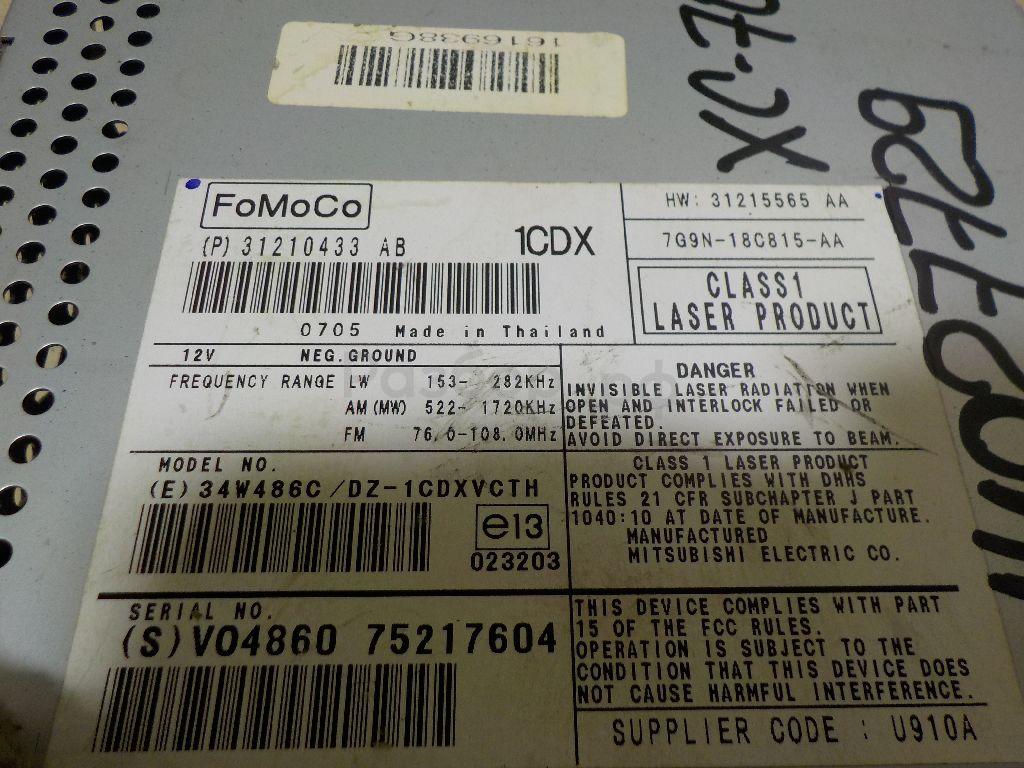 16169386
XC-70
FoMoCo
(P) 31210433 AB
1CDX
HW: 31215565 AA
7G9N-18C815-AA
CLASS1
LASER PRODUCT
0705 Made in Thailand
12V NEG.GROUND
FREQUENCY RANGE LW 153- 282KHz
AM (MW) 522- 1720KHz
FM 76.0-108.0MHz
DANGER
INVISIBLE LASER RADIATION WHEN
OPEN AND INTERLOCK FAILED OR
DEFEATED.
AVOID DIRECT EXPOSURE TO BEAM.
MODEL NO.
(E) 34W486C/DZ-1CDXVCTH
e13
023203
CLASS 1 LASER PRODUCT
PRODUCT COMPLIES WITH DHHS
RULES 21 CFR SUBCHAPTER J PART
1040:10 AT DATE OF MANUFACTURE.
MANUFACTURED
MITSUBISHI ELECTRIC CO.
SERIAL NO.
(S) VO4860 75217604
THIS DEVICE COMPLIES WITH PART
15 OF THE FCC RULES.
OPERATION IS SUBJECT TO THE
CONDITION THAT THIS DEVICE DOES
NOT CAUSE HARMFUL INTERFERENCE.
SUPPLIER CODE : U910A